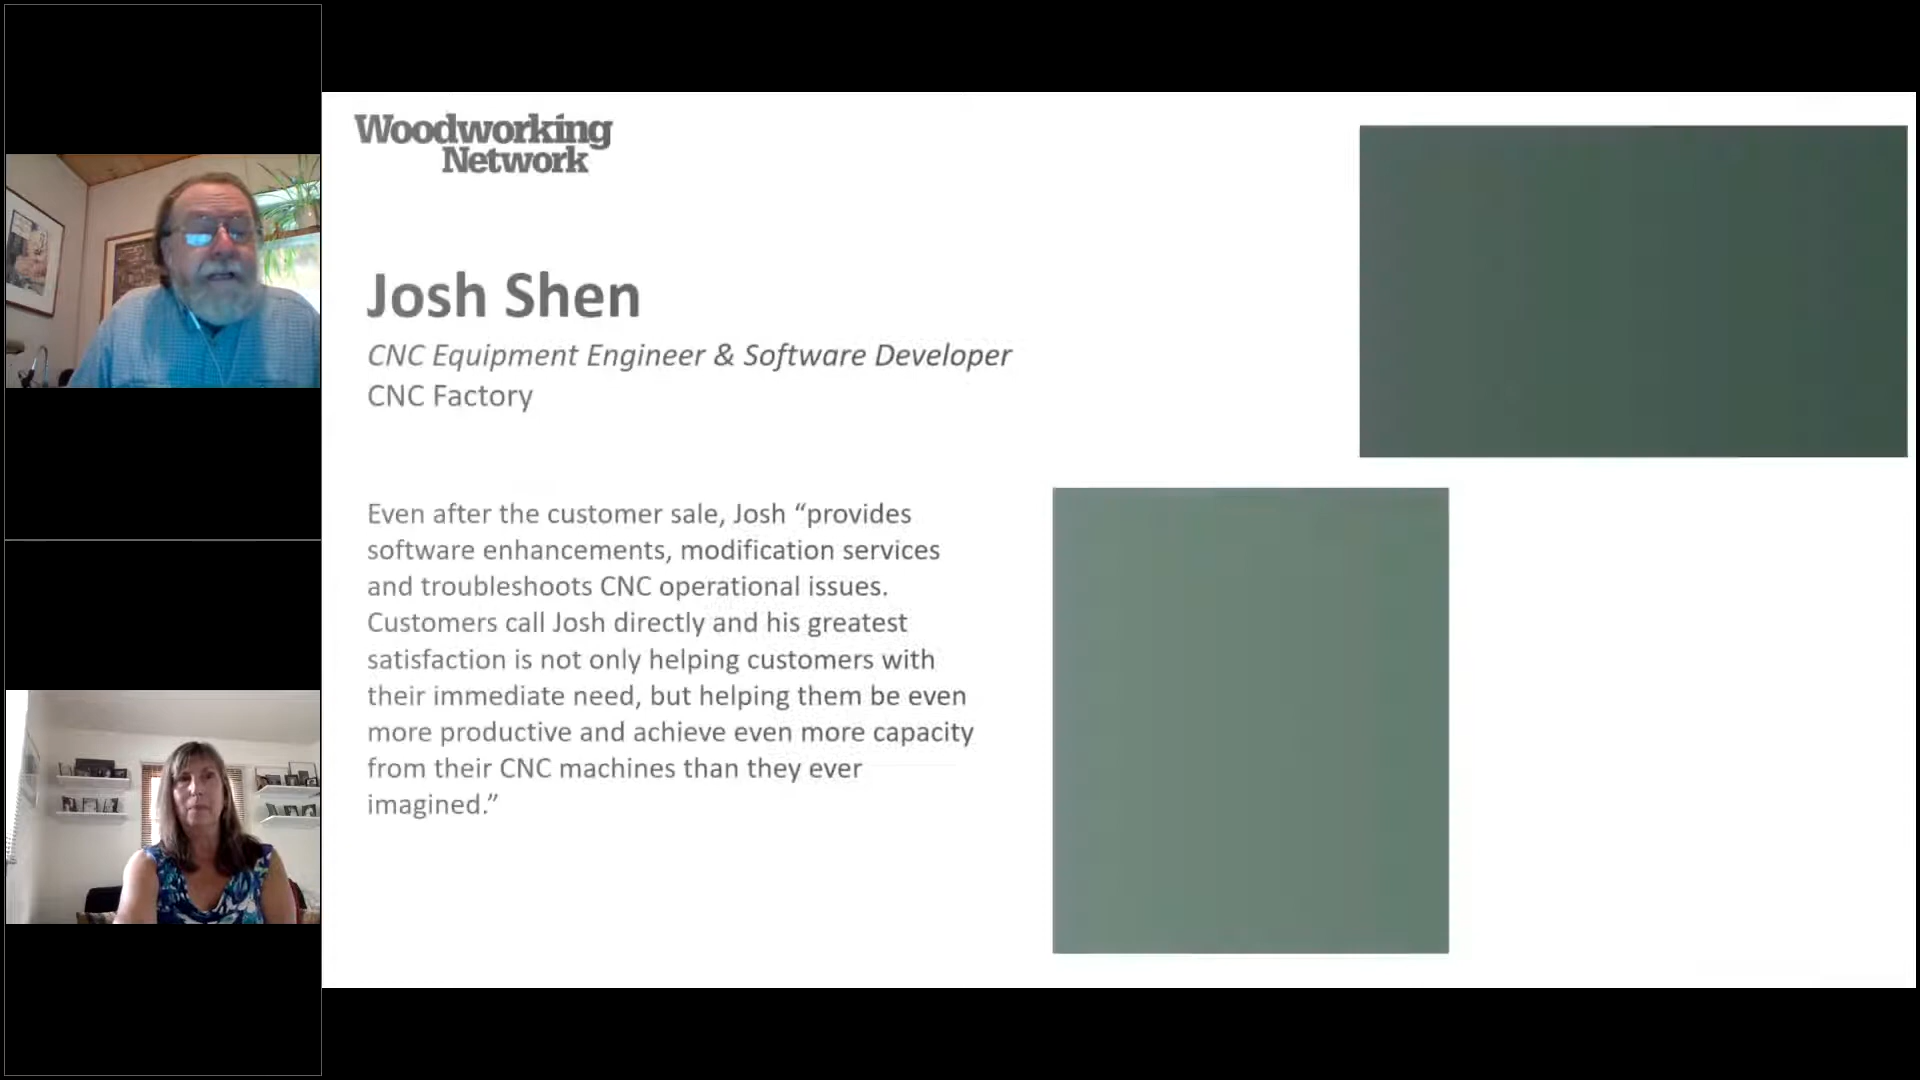 Woodworking
Network
Josh Shen
CNC Equipment Engineer & Software Developer
CNC Factory
Even after the customer sale, Josh “provides
software enhancements, modification services
and troubleshoots CNC operational issues.
Customers call Josh directly and his greatest
satisfaction is not only helping customers with
their immediate need, but helping them be even
more productive and achieve even more capacity
from their CNC machines than they ever
imagined.”